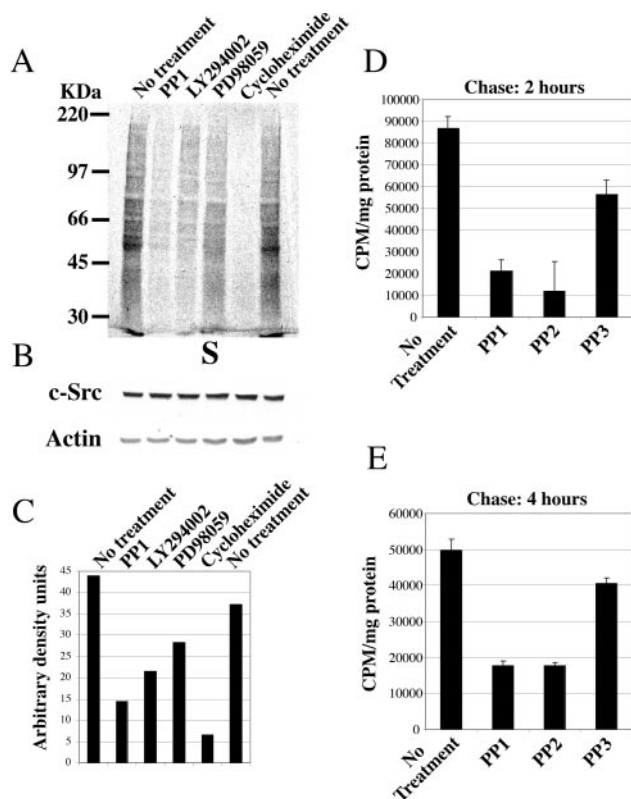 A
KDa
No treatment
PP1
LY294002
PD98059
Cycloheximide
No treatment
220
97
66
45
30
S
B
c-Src
Actin
C
No treatment
PP1
LY294002
PD98059
Cycloheximide
No treatment
Arbitrary density units
45
40
35
30
25
20
15
10
5
0
D
Chase: 2 hours
CPM/mg protein
100000
90000
80000
70000
60000
50000
40000
30000
20000
10000
0
No
Treatment
PP1
PP2
PP3
E
Chase: 4 hours
CPM/mg protein
60000
50000
40000
30000
20000
10000
0
No
Treatment
PP1
PP2
PP3